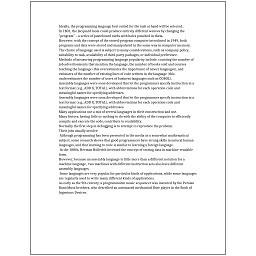 Ideally, the programming language best suited for the task at hand will be selected.
In 1801, the Jacquard loom could produce entirely different weaves by changing the
"program" - a series of pasteboard cards with holes punched in them.
However, with the concept of the stored-program computer introduced in 1949, both
programs and data were stored and manipulated in the same way in computer memory.
The choice of language used is subject to many considerations, such as company policy,
suitability to task, availability of third-party packages, or individual preference.
Methods of measuring programming language popularity include: counting the number of
job advertisements that mention the language, the number of books sold and courses
teaching the language (this overestimates the importance of newer languages), and
estimates of the number of existing lines of code written in the language (this
underestimates the number of users of business languages such as COBOL).
Assembly languages were soon developed that let the programmer specify instruction in a
text format (e.g., ADD X, TOTAL), with abbreviations for each operation code and
meaningful names for specifying addresses.
Assembly languages were soon developed that let the programmer specify instruction in a
text format (e.g., ADD X, TOTAL), with abbreviations for each operation code and
meaningful names for specifying addresses.
Many applications use a mix of several languages in their construction and use.
Many factors, having little or nothing to do with the ability of the computer to efficiently
compile and execute the code, contribute to readability.
Normally the first step in debugging is to attempt to reproduce the problem.
Their jobs usually involve:
Although programming has been presented in the media as a somewhat mathematical
subject, some research shows that good programmers have strong skills in natural human
languages, and that learning to code is similar to learning a foreign language.
In the 1880s, Herman Hollerith invented the concept of storing data in machine-readable
form.
However, because an assembly language is little more than a different notation for a
machine language, two machines with different instruction sets also have different
assembly languages.
Some languages are very popular for particular kinds of applications, while some languages
are regularly used to write many different kinds of applications.
As early as the 9th century, a programmable music sequencer was invented by the Persian
Banu Musa brothers, who described an automated mechanical flute player in the Book of
Ingenious Devices.